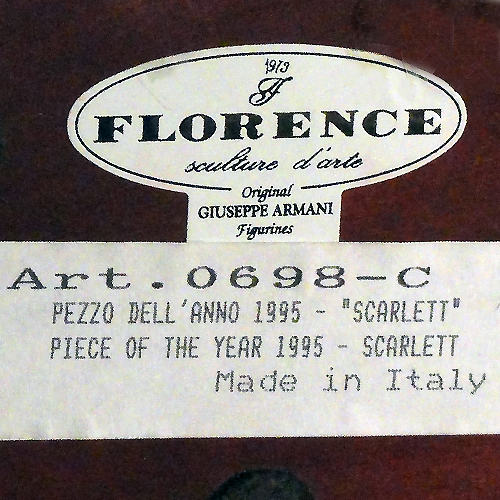 1973
F
FLORENCE
sculture d'arte
Original
GIUSEPPE ARMANI
Figurines
Art.0698-C
PEZZO DELL'ANNO 1995 - "SCARLETT"
PIECE OF THE YEAR 1995 - SCARLETT
Made in Italy